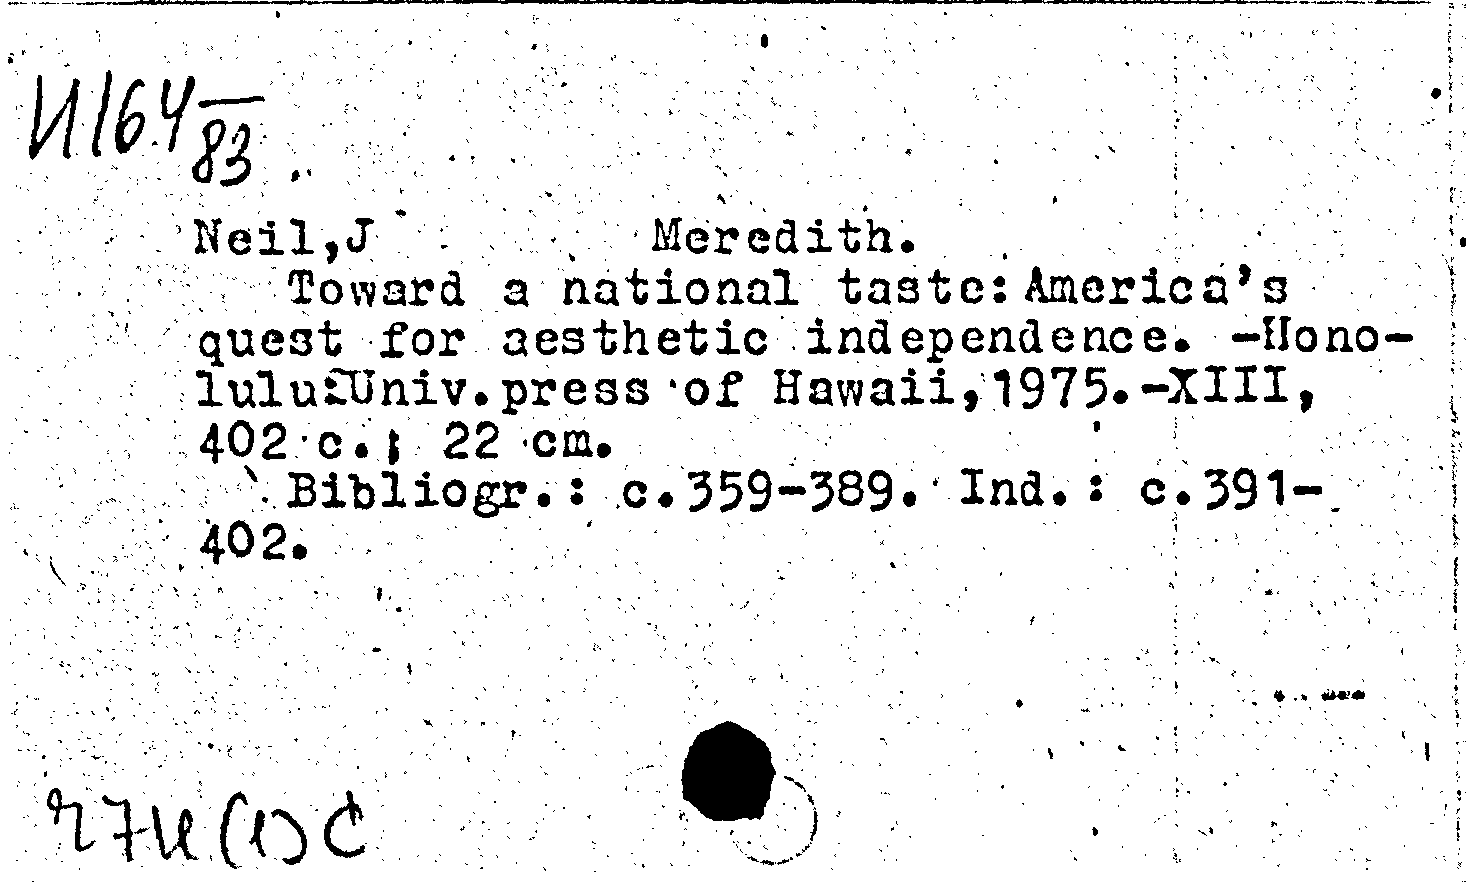 И164
83
Neil,J Meredith.
Toward a national taste:America's
quest for aesthetic independence. -Hono-
lulu:Univ.press of Hawaii,1975.-XIII,
402 c.; 22 cm.
Bibliogr.: c.359-389. Ind.: c.391-
402.